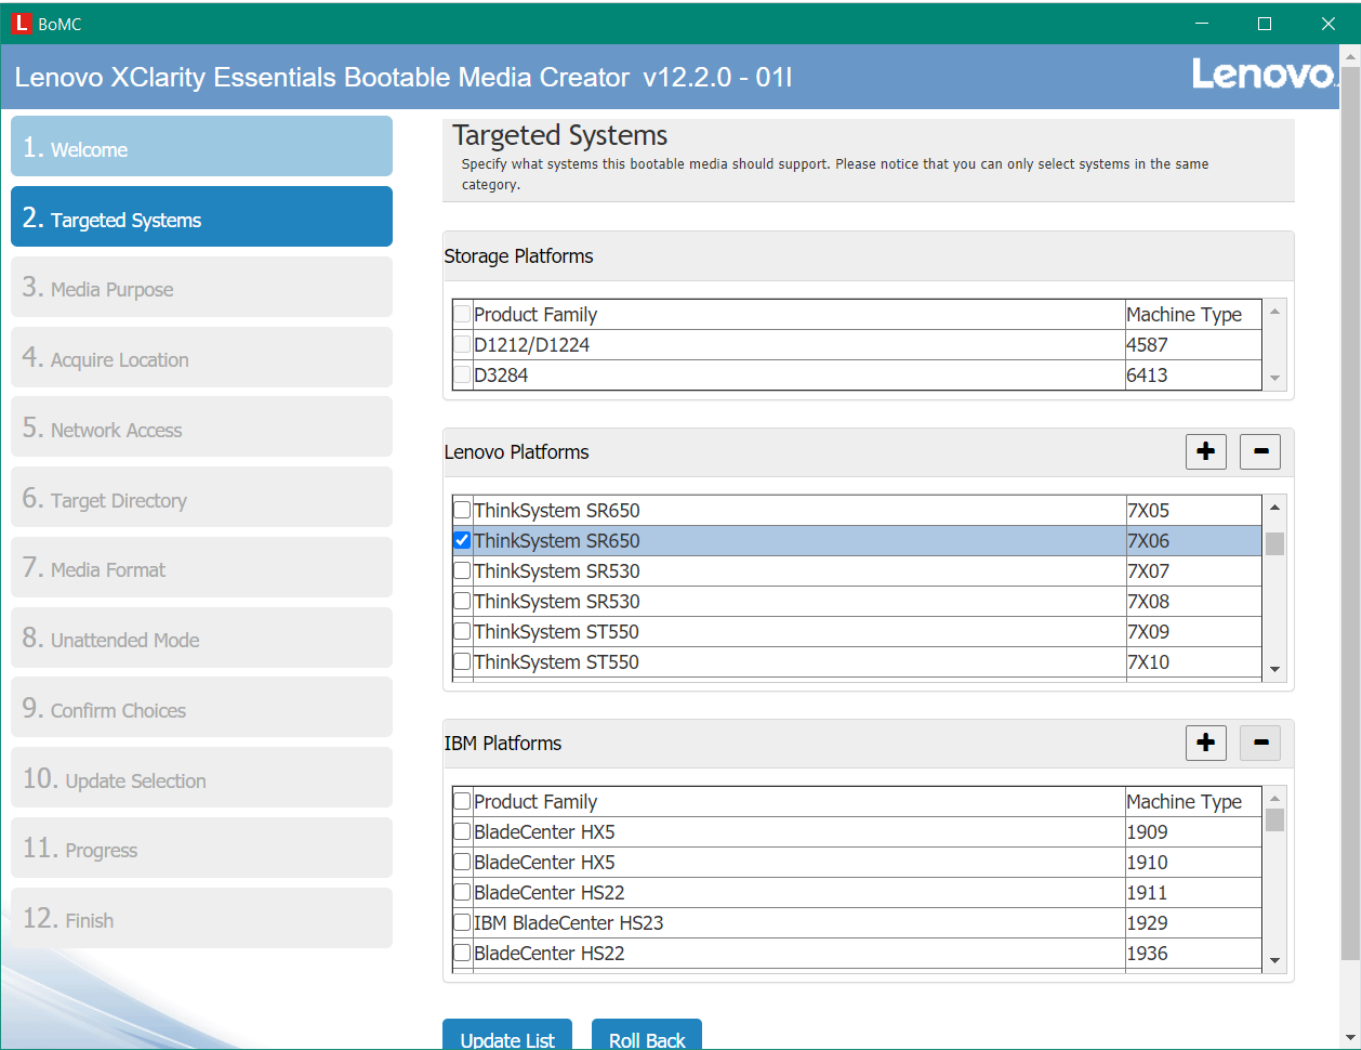 L BoMC
Lenovo XClarity Essentials Bootable Media Creator v12.2.0 - 01I
Lenovo
1. Welcome
2. Targeted Systems
3. Media Purpose
4. Acquire Location
5. Network Access
6. Target Directory
7. Media Format
8. Unattended Mode
9. Confirm Choices
10. Update Selection
11. Progress
12. Finish
Targeted Systems
Specify what systems this bootable media should support. Please notice that you can only select systems in the same
category.
Storage Platforms
Product Family Machine Type
D1212/D1224 4587
D3284 6413
Lenovo Platforms + -
ThinkSystem SR650 7X05
ThinkSystem SR650 7X06
ThinkSystem SR530 7X07
ThinkSystem SR530 7X08
ThinkSystem ST550 7X09
ThinkSystem ST550 7X10
IBM Platforms + -
Product Family Machine Type
BladeCenter HX5 1909
BladeCenter HX5 1910
BladeCenter HS22 1911
IBM BladeCenter HS23 1929
BladeCenter HS22 1936
Update List Roll Back